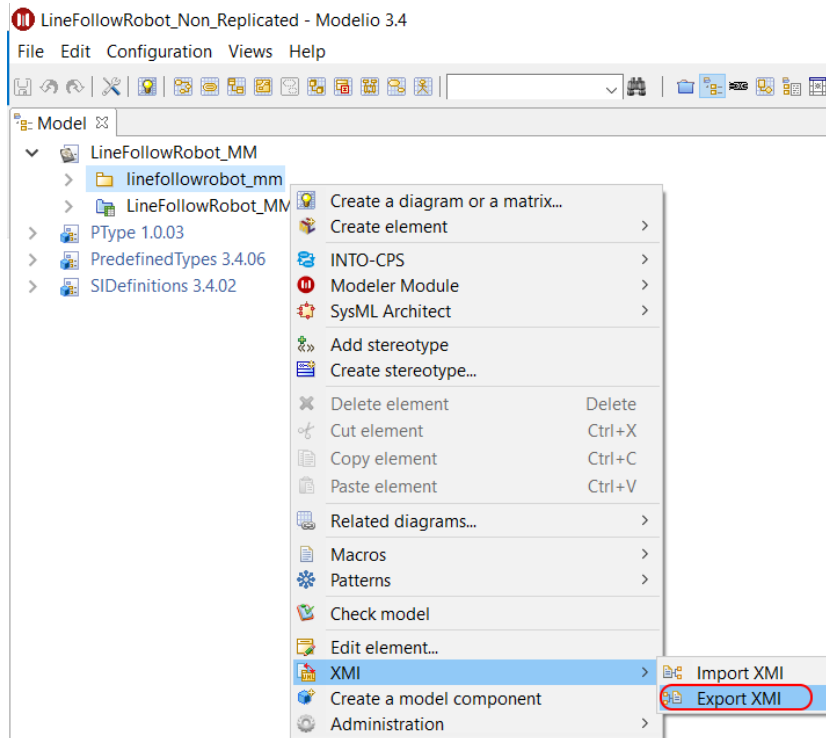 LineFollowRobot_Non_Replicated - Modelio 3.4
File Edit Configuration Views Help
Model
LineFollowRobot_MM
linefollowrobot_mm
LineFollowRobot_MM
PType 1.0.03
PredefinedTypes 3.4.06
SIDefinitions 3.4.02
Create a diagram or a matrix...
Create element
INTO-CPS
Modeler Module
SysML Architect
Add stereotype
Create stereotype...
Delete element Delete
Cut element Ctrl+X
Copy element Ctrl+C
Paste element Ctrl+V
Related diagrams...
Macros
Patterns
Check model
Edit element...
XMI
Import XMI
Export XMI
Create a model component
Administration